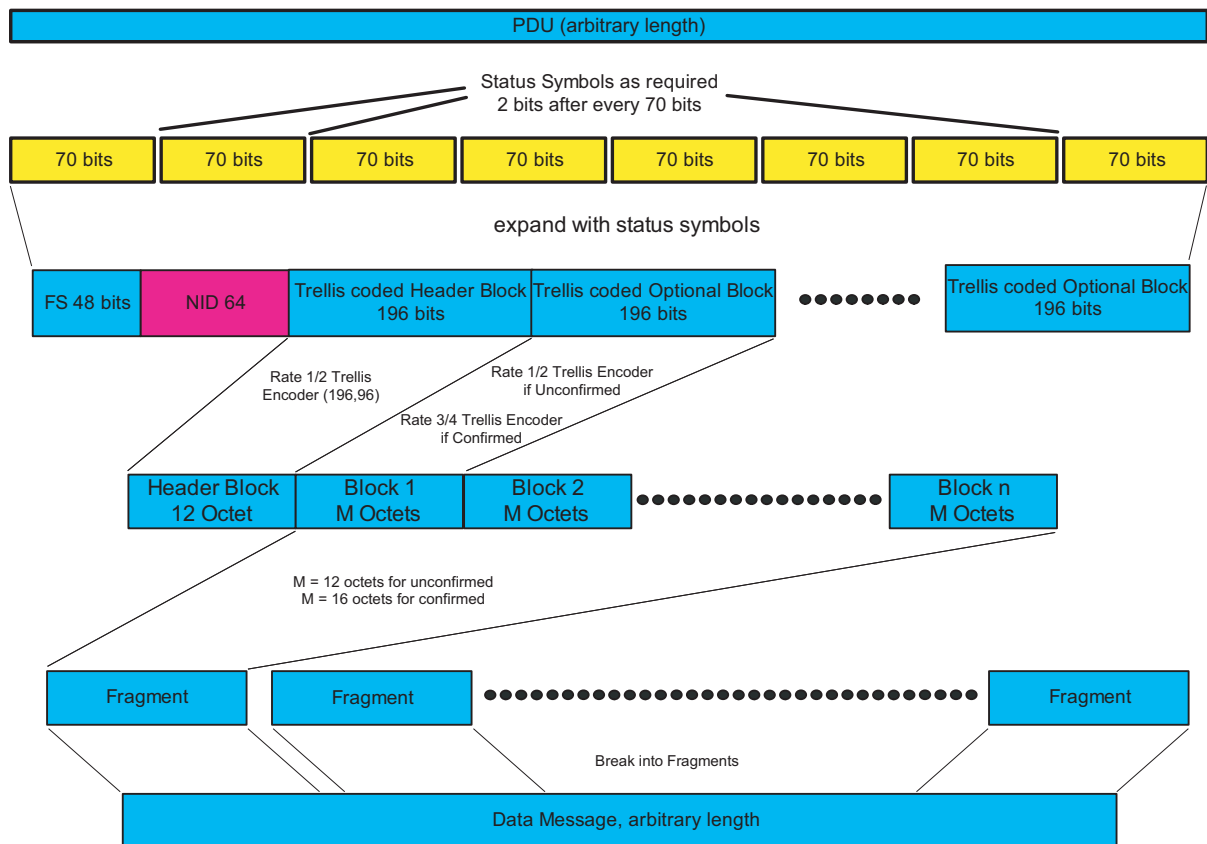 PDU (arbitrary length)
Status Symbols as required
2 bits after every 70 bits
70 bits
70 bits
70 bits
70 bits
70 bits
70 bits
70 bits
70 bits
expand with status symbols
FS 48 bits
NID 64
Trellis coded Header Block
196 bits
Trellis coded Optional Block
196 bits
Trellis coded Optional Block
196 bits
Rate 1/2 Trellis
Encoder (196,96)
Rate 1/2 Trellis Encoder
if Unconfirmed
Rate 3/4 Trellis Encoder
if Confirmed
Header Block
12 Octet
Block 1
M Octets
Block 2
M Octets
Block n
M Octets
M = 12 octets for unconfirmed
M = 16 octets for confirmed
Fragment
Fragment
Fragment
Break into Fragments
Data Message, arbitrary length